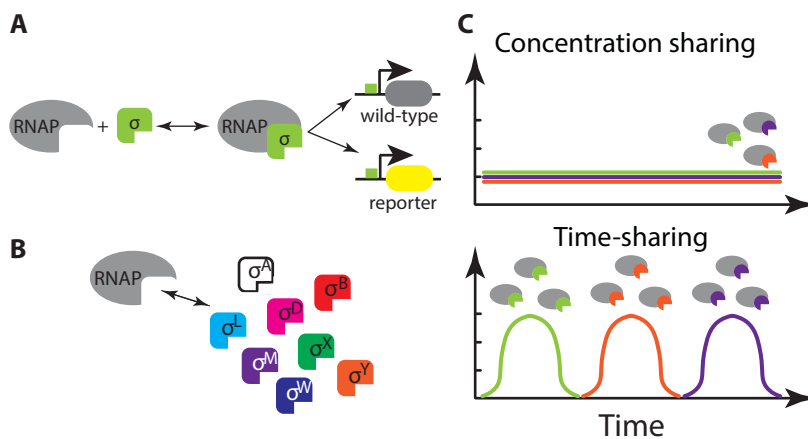 A
RNAP + σ
RNAP
σ
wild-type
reporter
B
RNAP
σA
σB
σL
σD
σX
σM
σY
σW
C
Concentration sharing
Time-sharing
Time